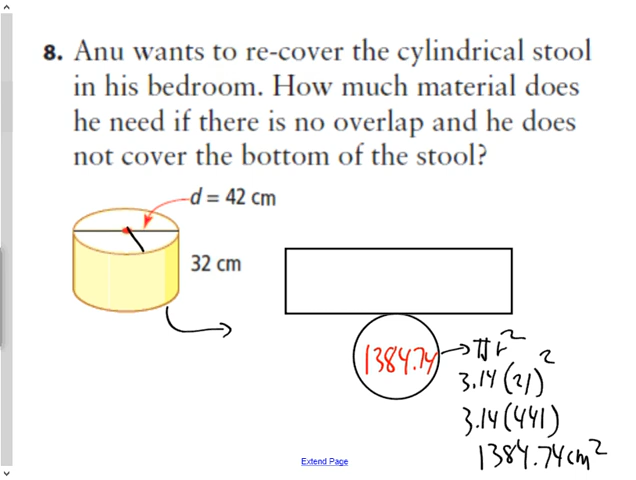 8. Anu wants to re-cover the cylindrical stool
in his bedroom. How much material does
he need if there is no overlap and he does
not cover the bottom of the stool?
d = 42 cm
32 cm
1384.74
πr²
3.14(21)²
3.14(441)
1384.74cm²
Extend Page